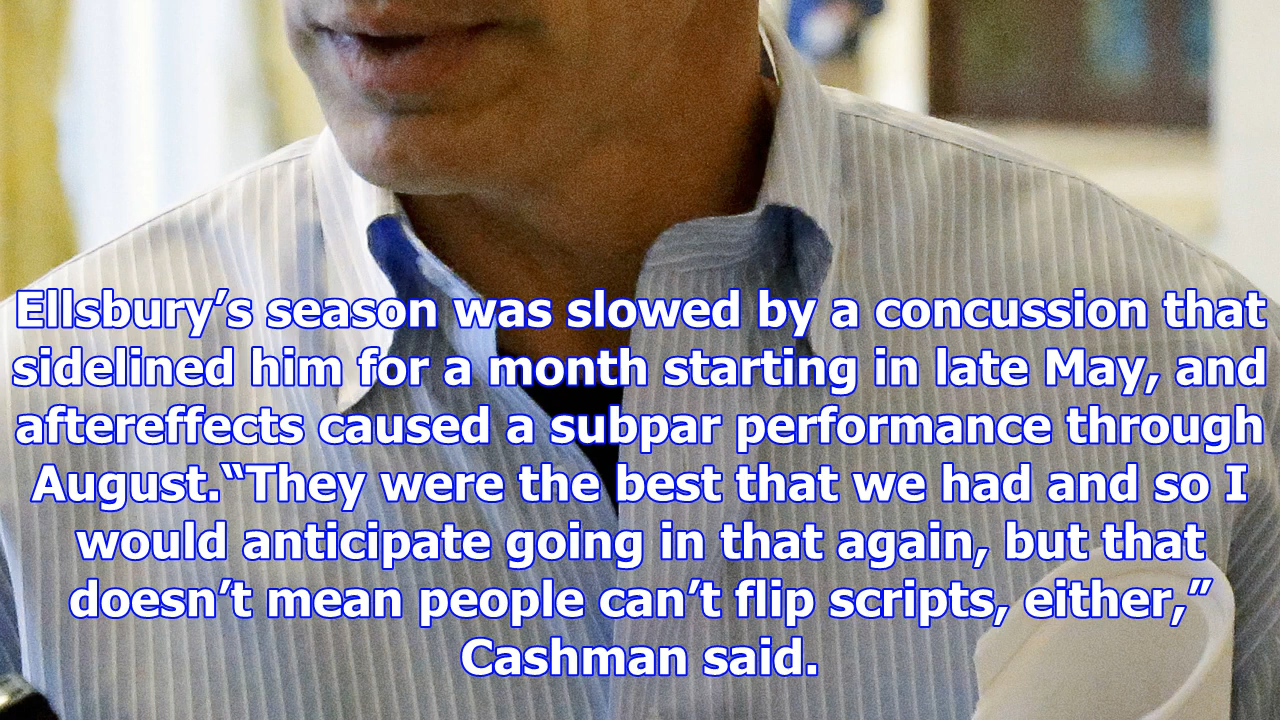 Ellsbury’s season was slowed by a concussion that
sidelined him for a month starting in late May, and
aftereffects caused a subpar performance through
August.“They were the best that we had and so I
would anticipate going in that again, but that
doesn’t mean people can’t flip scripts, either,”
Cashman said.